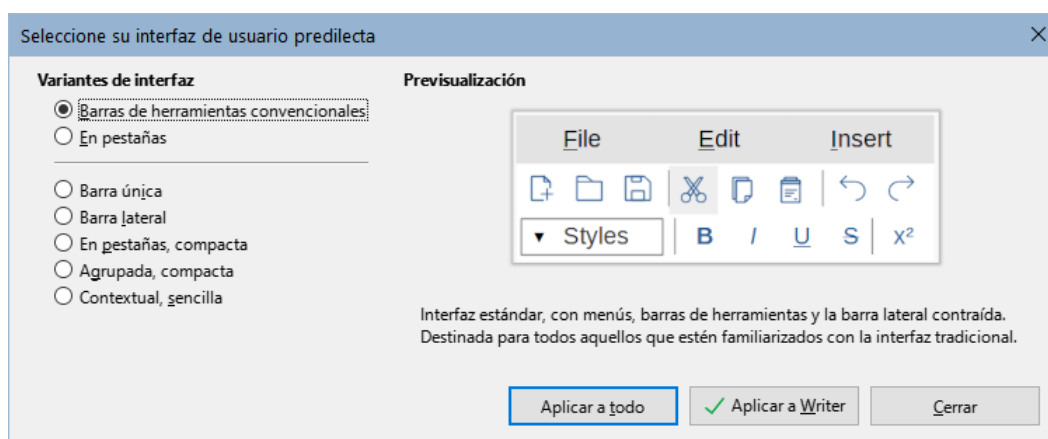 Seleccione su interfaz de usuario predilecta
Variantes de interfaz
Barras de herramientas convencionales
En pestañas
Barra única
Barra lateral
En pestañas, compacta
Agrupada, compacta
Contextual, sencilla
Previsualización
File Edit Insert
Styles B I U S x²
Interfaz estándar, con menús, barras de herramientas y la barra lateral contraída.
Destinada para todos aquellos que estén familiarizados con la interfaz tradicional.
Aplicar a todo Aplicar a Writer Cerrar